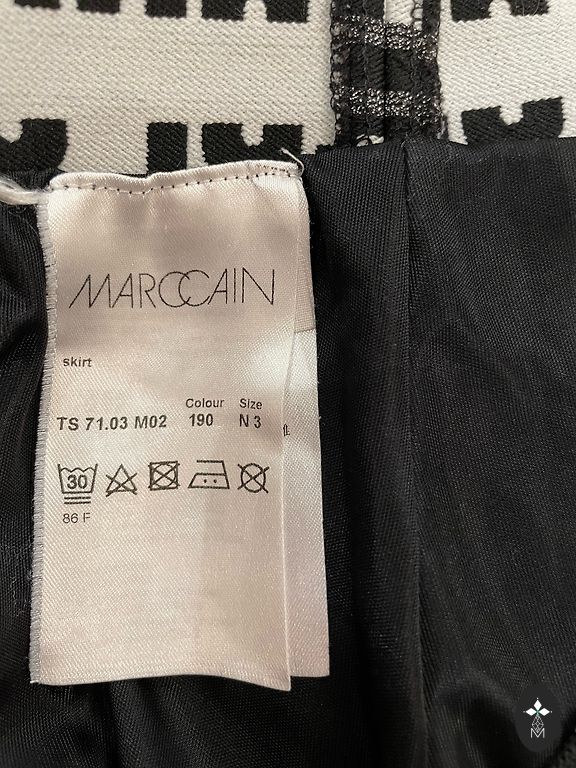 MARCCAIN
skirt
Colour Size
TS 71.03 M02 190 N 3
30
86 F
M